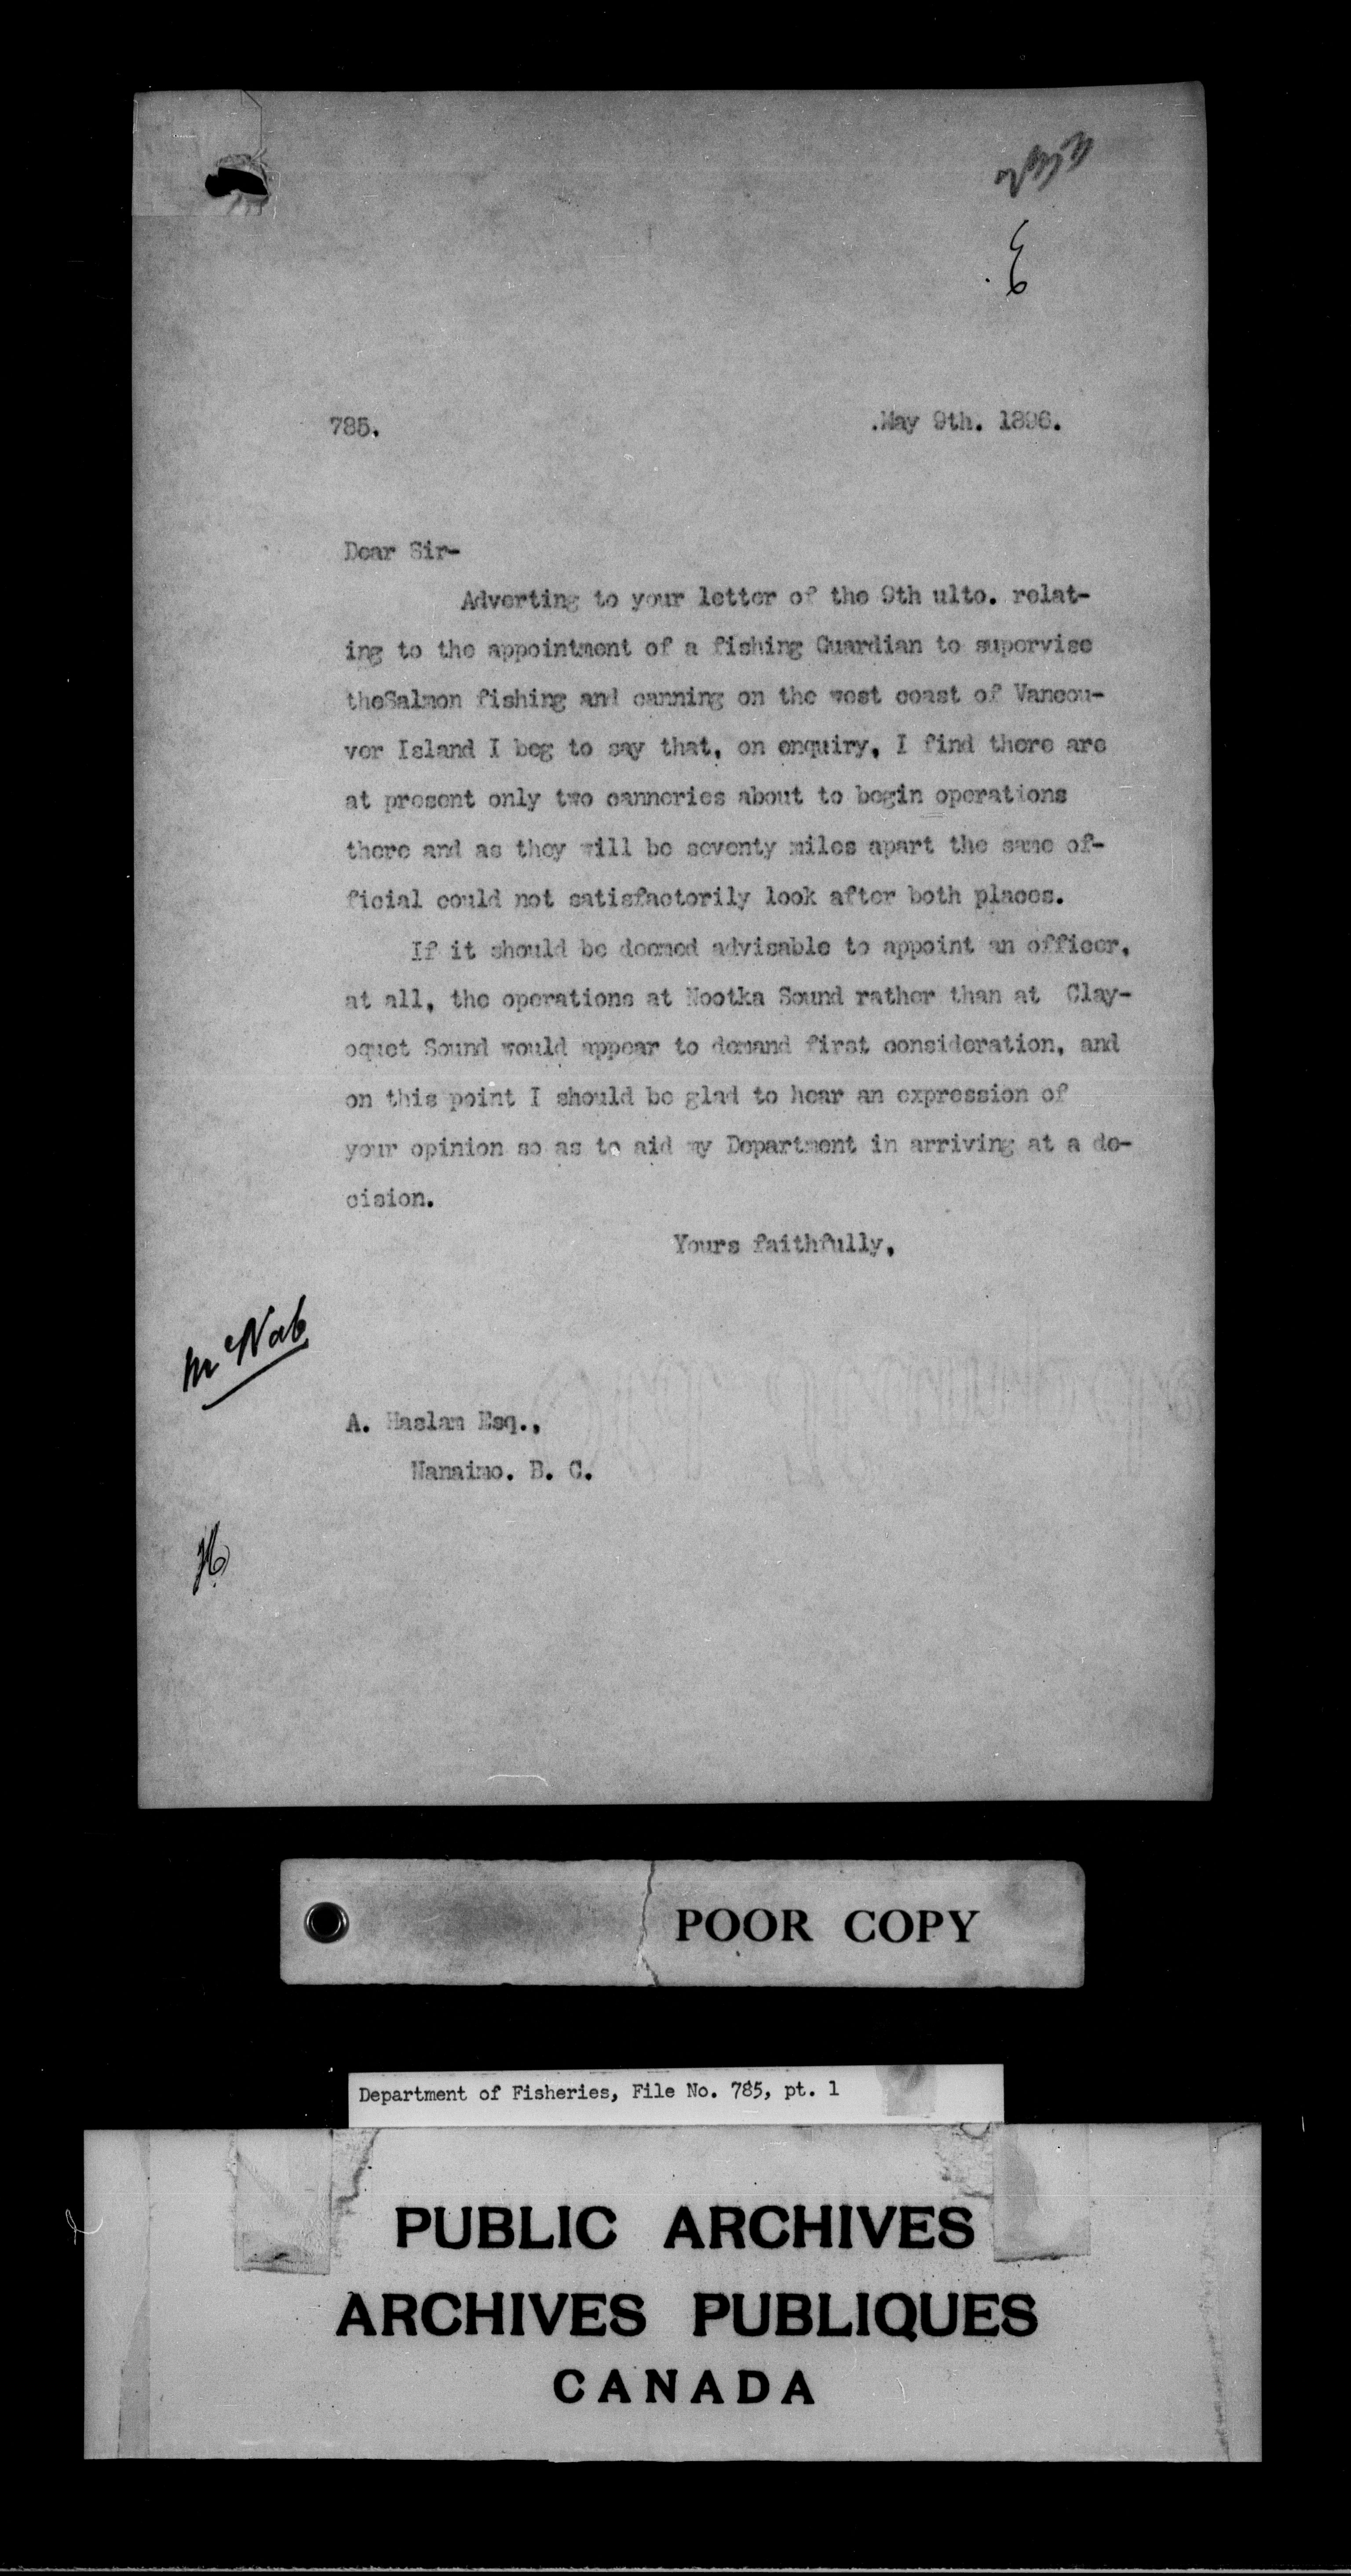 785.
.May 9th. 1896.
Dear Sir-
Adverting to your letter of the 9th ulto. relat-
ing to the appointment of a fishing Guardian to supervise
theSalmon fishing and canning on the west coast of Vancou-
ver Island I beg to say that, on enquiry, I find there are
at present only two canneries about to begin operations
there and as they will be seventy miles apart the same of-
ficial could not satisfactorily look after both places.
If it should be deemed advisable to appoint an officer,
at all, the operations at Nootka Sound rather than at Clay-
oquet Sound would appear to demand first consideration, and
on this point I should be glad to hear an expression of
your opinion so as to aid my Department in arriving at a de-
cision.
Yours faithfully,
McNab
A. Haslam Esq.,
Nanaimo. B. C.
POOR COPY
Department of Fisheries, File No. 785, pt. 1
PUBLIC ARCHIVES
ARCHIVES PUBLIQUES
CANADA